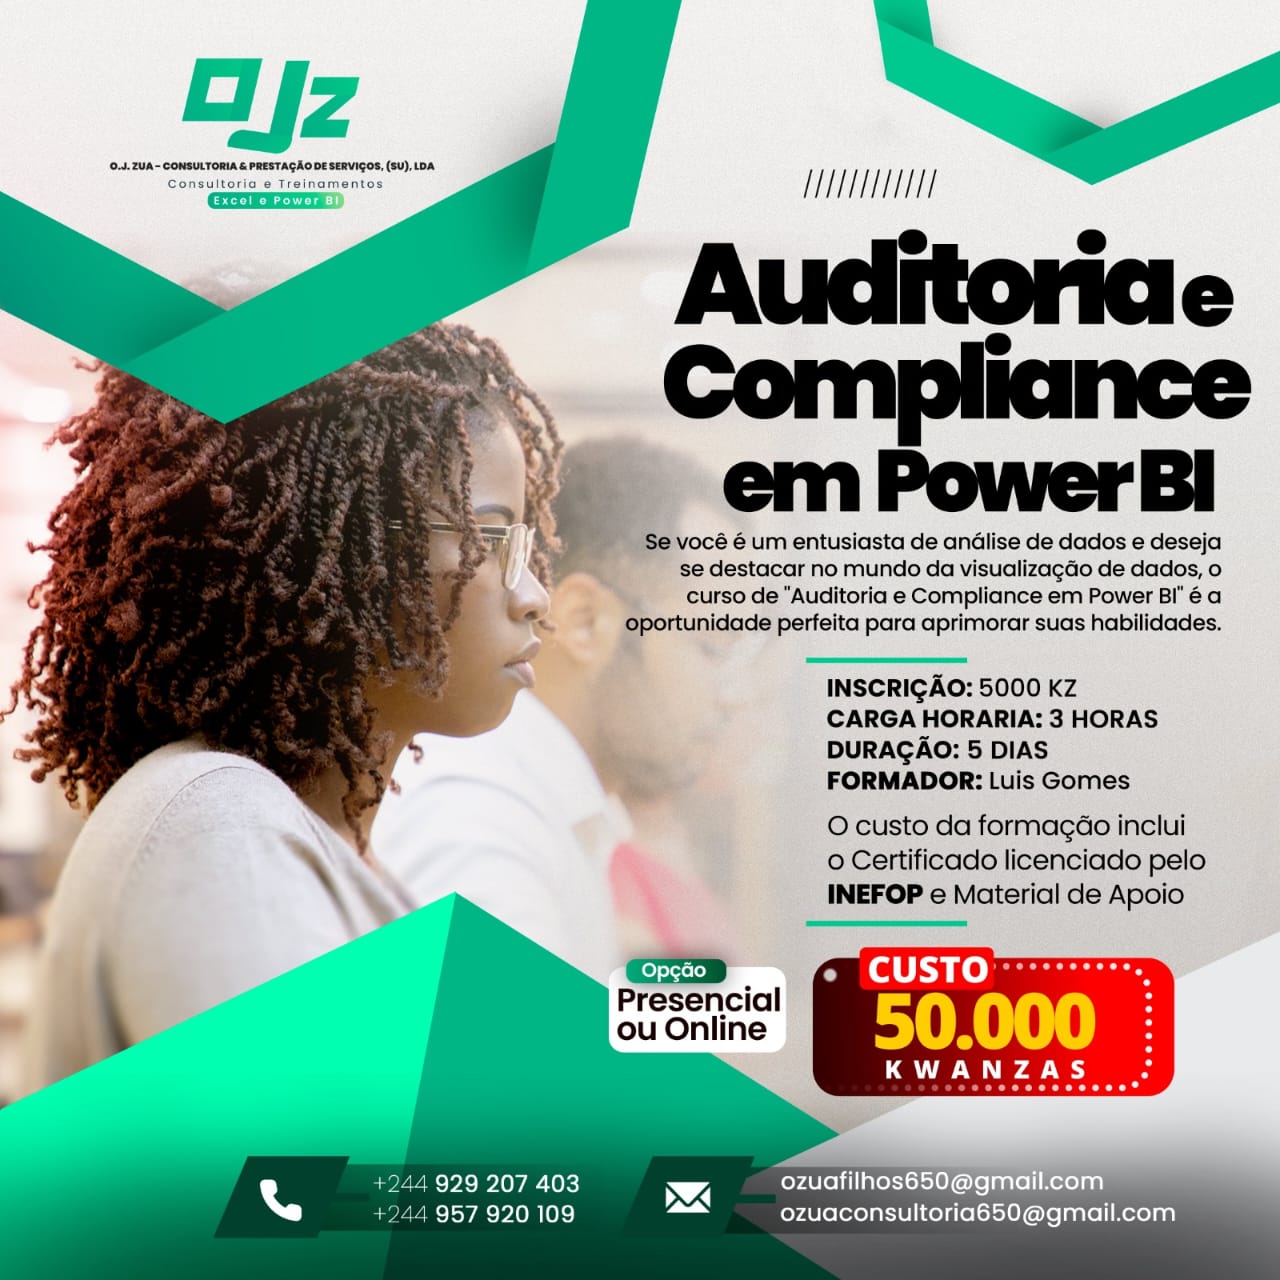 OJZ
O.J. ZUA - CONSULTORIA & PRESTAÇÃO DE SERVIÇOS, (SU), LDA
Consultoria e Treinamentos
Excel e Power BI
Auditoria e
Compliance
em Power BI
Se você é um entusiasta de análise de dados e deseja
se destacar no mundo da visualização de dados, o
curso de "Auditoria e Compliance em Power BI" é a
oportunidade perfeita para aprimorar suas habilidades.
INSCRIÇÃO: 5000 KZ
CARGA HORARIA: 3 HORAS
DURAÇÃO: 5 DIAS
FORMADOR: Luis Gomes
O custo da formação inclui
o Certificado licenciado pelo
INEFOP e Material de Apoio
Opção
Presencial
ou Online
CUSTO
50.000
KWANZAS
+244 929 207 403
+244 957 920 109
ozuafilhos650@gmail.com
ozuaconsultoria650@gmail.com